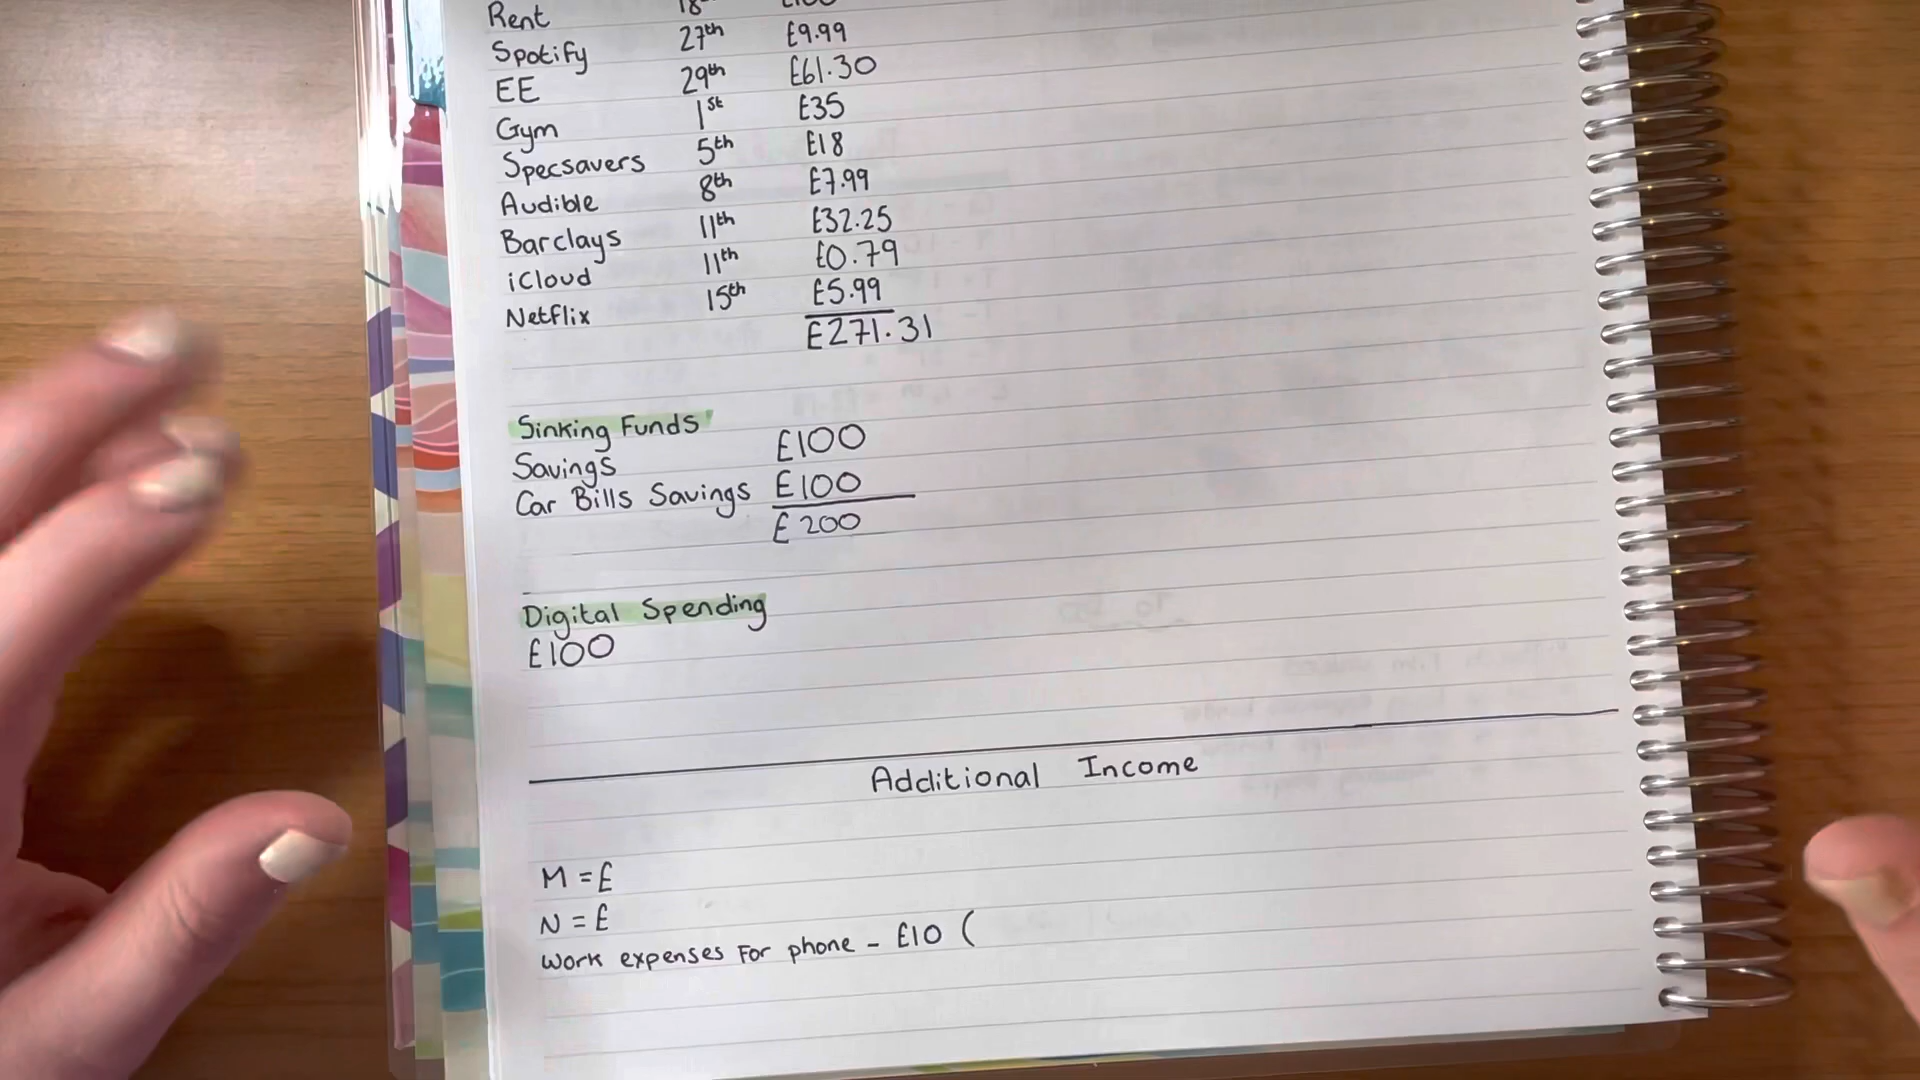 Rent 18th £100
Spotify 27th £9.99
EE 29th £61.30
Gym 1st £35
Specsavers 5th £18
Audible 8th £7.99
Barclays 11th £32.25
iCloud 11th £0.79
Netflix 15th £5.99
£271.31
Sinking Funds
Savings £100
Car Bills Savings £100
£200
Digital Spending
£100
Additional Income
M = £
N = £
Work expenses For phone - £10 (